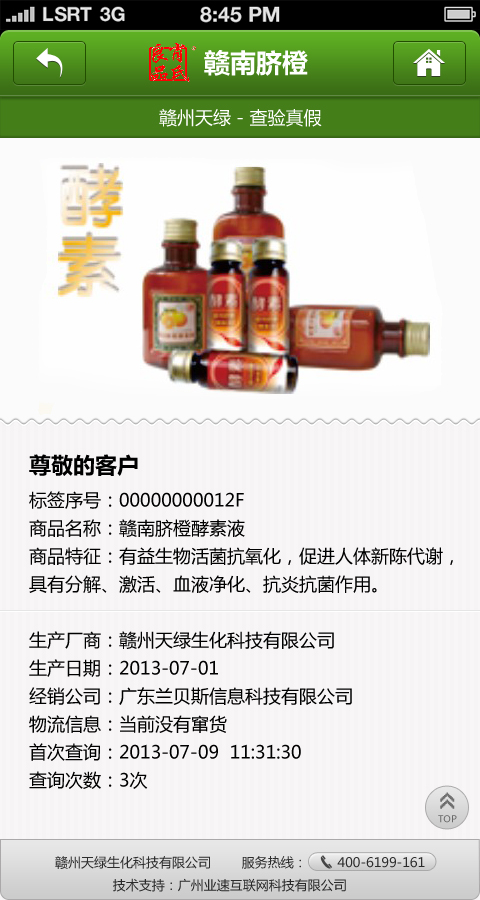 LSRT 3G 8:45 PM
赣南脐橙
赣州天绿 - 查验真假
酵素
酵素 酵素
酵素
尊敬的客户
标签序号：00000000012F
商品名称：赣南脐橙酵素液
商品特征：有益生物活菌抗氧化，促进人体新陈代谢，
具有分解、激活、血液净化、抗炎抗菌作用。
生产厂商：赣州天绿生化科技有限公司
生产日期：2013-07-01
经销公司：广东兰贝斯信息科技有限公司
物流信息：当前没有窜货
首次查询：2013-07-09 11:31:30
查询次数：3次
TOP
赣州天绿生化科技有限公司 服务热线： 400-6199-161
技术支持：广州业速互联网科技有限公司